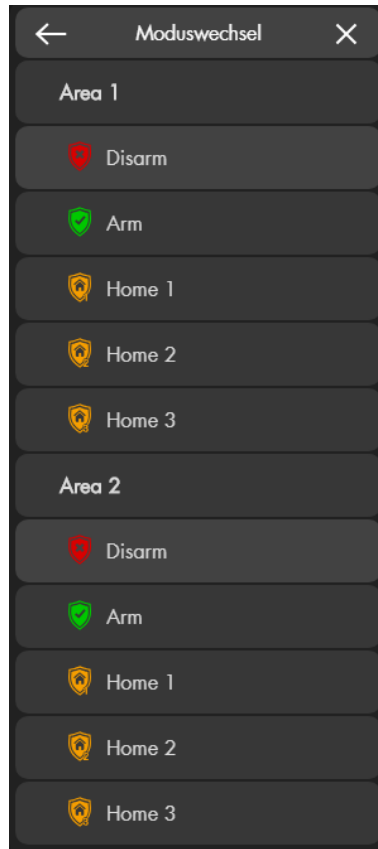 Moduswechsel
Area 1
Disarm
Arm
Home 1
Home 2
Home 3
Area 2
Disarm
Arm
Home 1
Home 2
Home 3